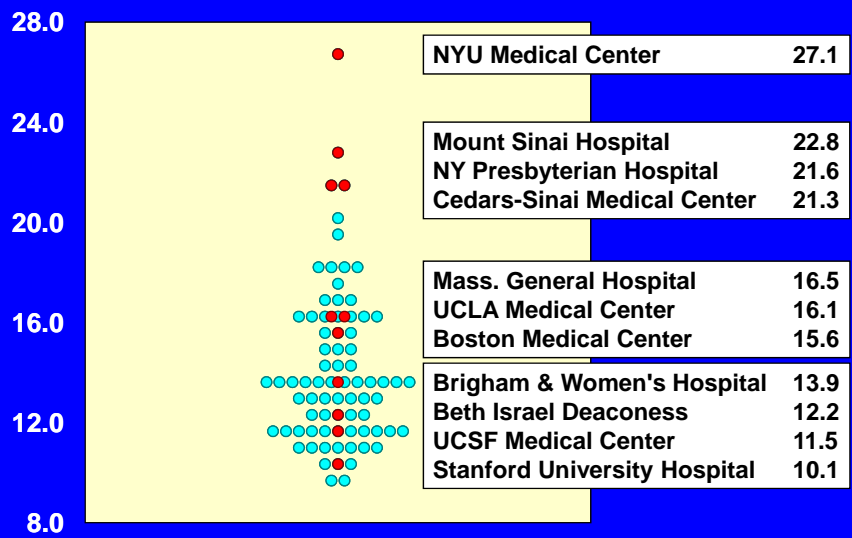 28.0
NYU Medical Center 27.1
24.0
Mount Sinai Hospital 22.8
NY Presbyterian Hospital 21.6
Cedars-Sinai Medical Center 21.3
20.0
Mass. General Hospital 16.5
16.0
UCLA Medical Center 16.1
Boston Medical Center 15.6
Brigham & Women's Hospital 13.9
Beth Israel Deaconess 12.2
12.0
UCSF Medical Center 11.5
Stanford University Hospital 10.1
8.0